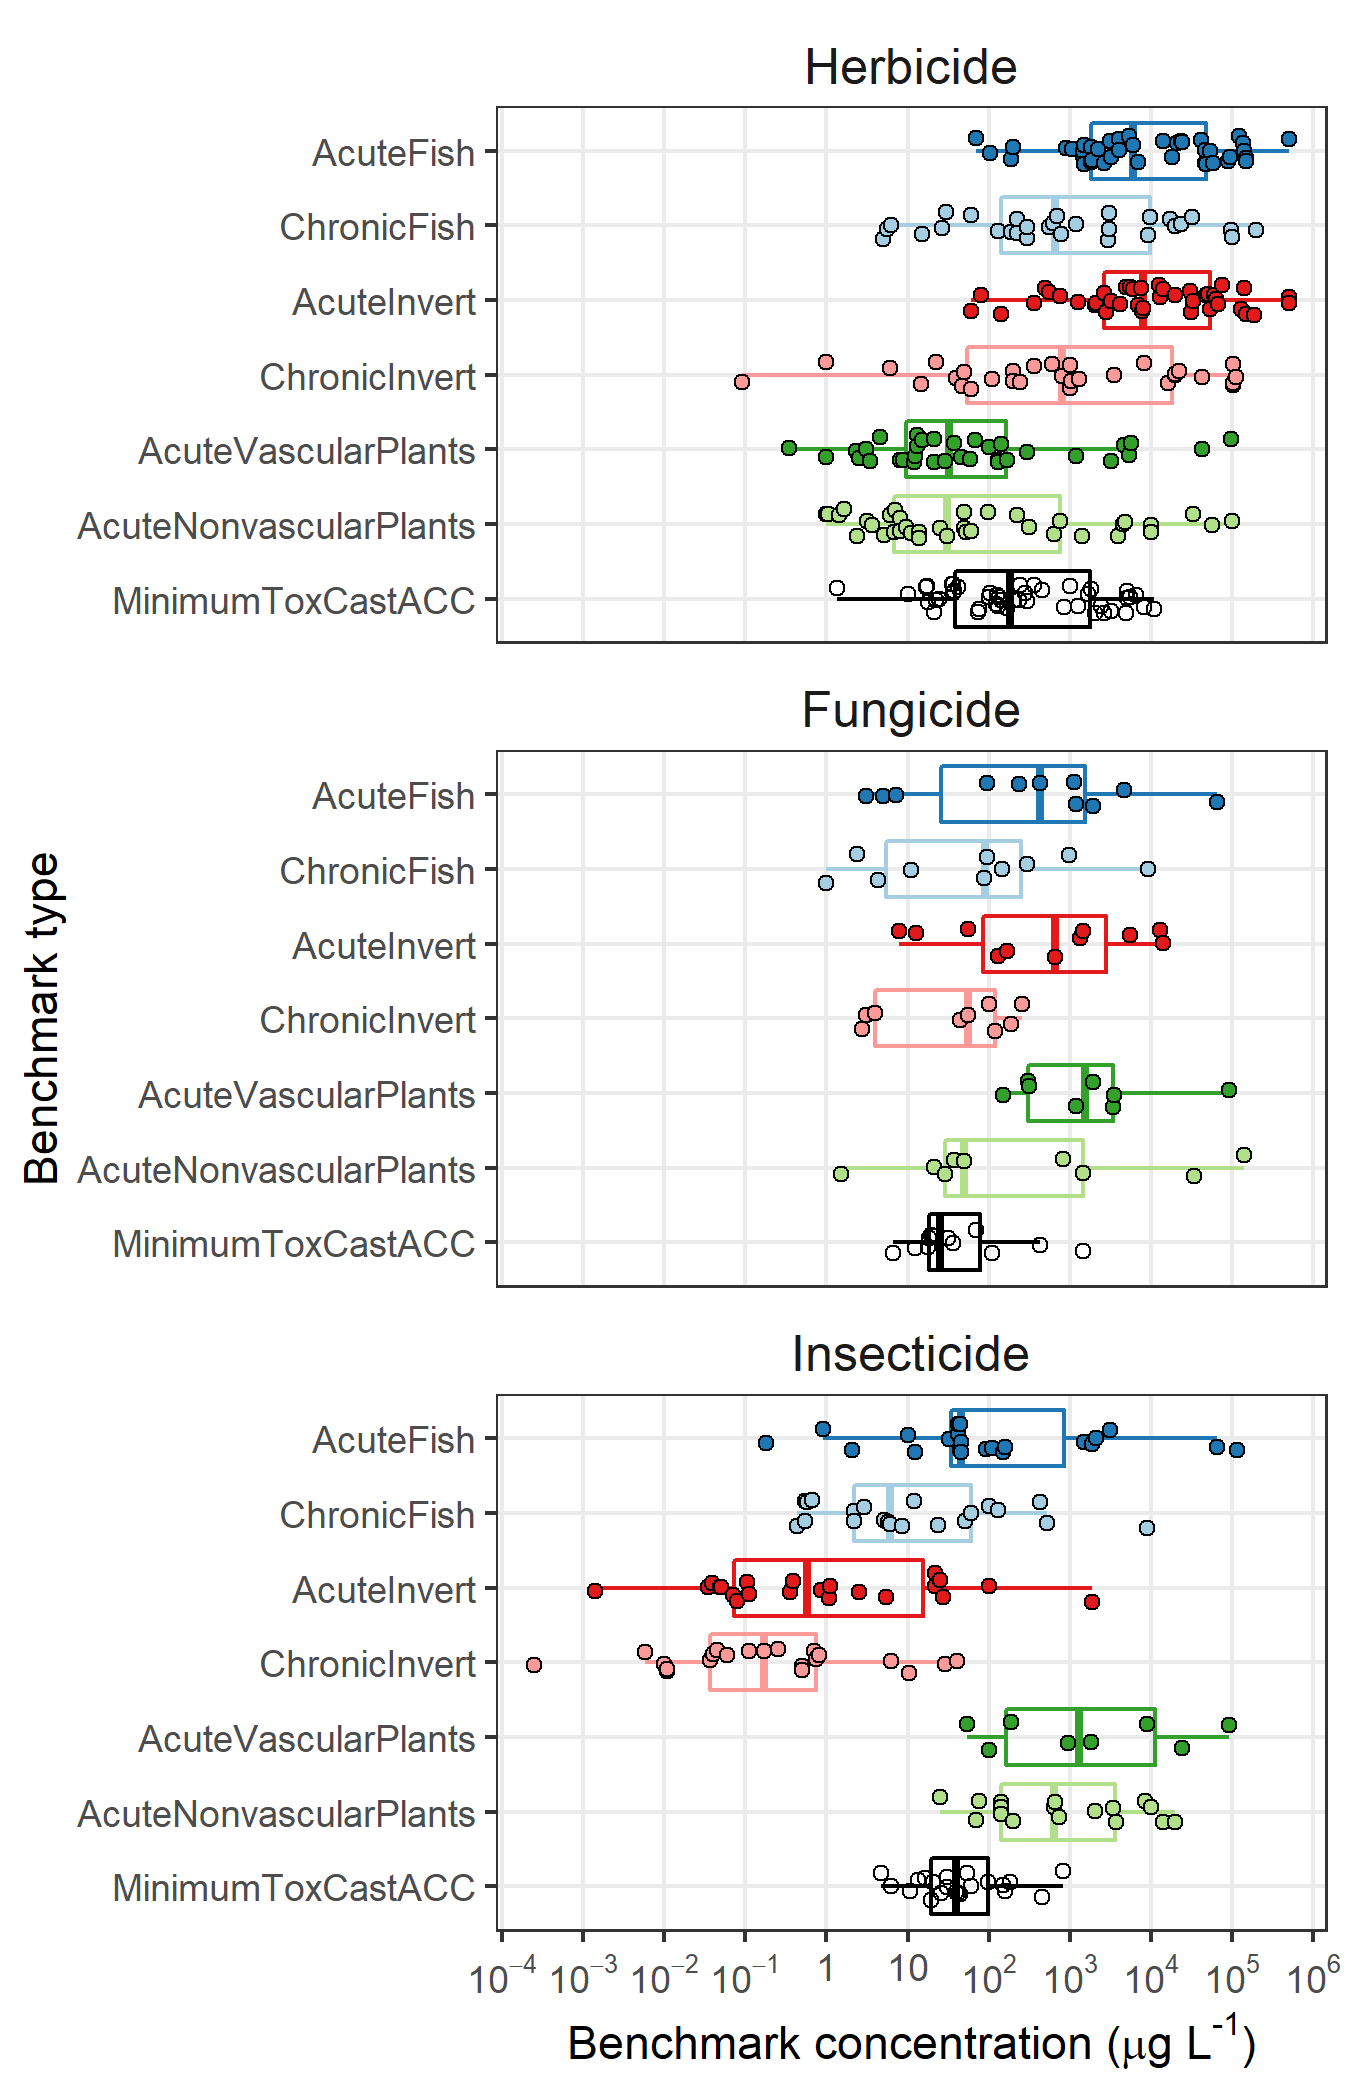 Herbicide
AcuteFish
ChronicFish
AcuteInvert
ChronicInvert
AcuteVascularPlants
AcuteNonvascularPlants
MinimumToxCastACC
Fungicide
AcuteFish
ChronicFish
AcuteInvert
ChronicInvert
AcuteVascularPlants
AcuteNonvascularPlants
MinimumToxCastACC
Benchmark type
Insecticide
AcuteFish
ChronicFish
AcuteInvert
ChronicInvert
AcuteVascularPlants
AcuteNonvascularPlants
MinimumToxCastACC
10⁻⁴ 10⁻³ 10⁻² 10⁻¹ 1 10 10² 10³ 10⁴ 10⁵ 10⁶
Benchmark concentration (μg L⁻¹)